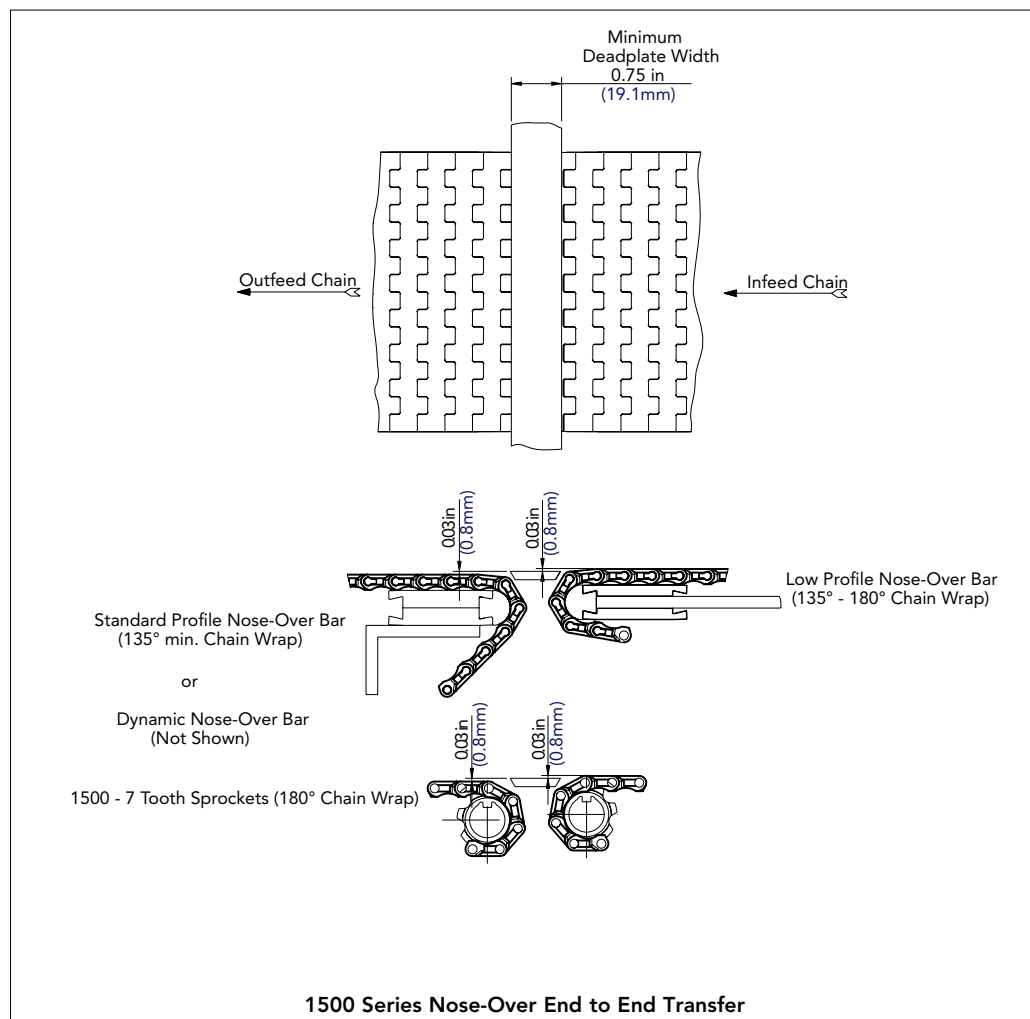 Minimum
Deadplate Width
0.75 in
(19.1mm)
Outfeed Chain
Infeed Chain
0.03in
(0.8mm)
0.03in
(0.8mm)
Low Profile Nose-Over Bar
(135° - 180° Chain Wrap)
Standard Profile Nose-Over Bar
(135° min. Chain Wrap)
or
Dynamic Nose-Over Bar
(Not Shown)
0.03in
(0.8mm)
0.03in
(0.8mm)
1500 - 7 Tooth Sprockets (180° Chain Wrap)
1500 Series Nose-Over End to End Transfer